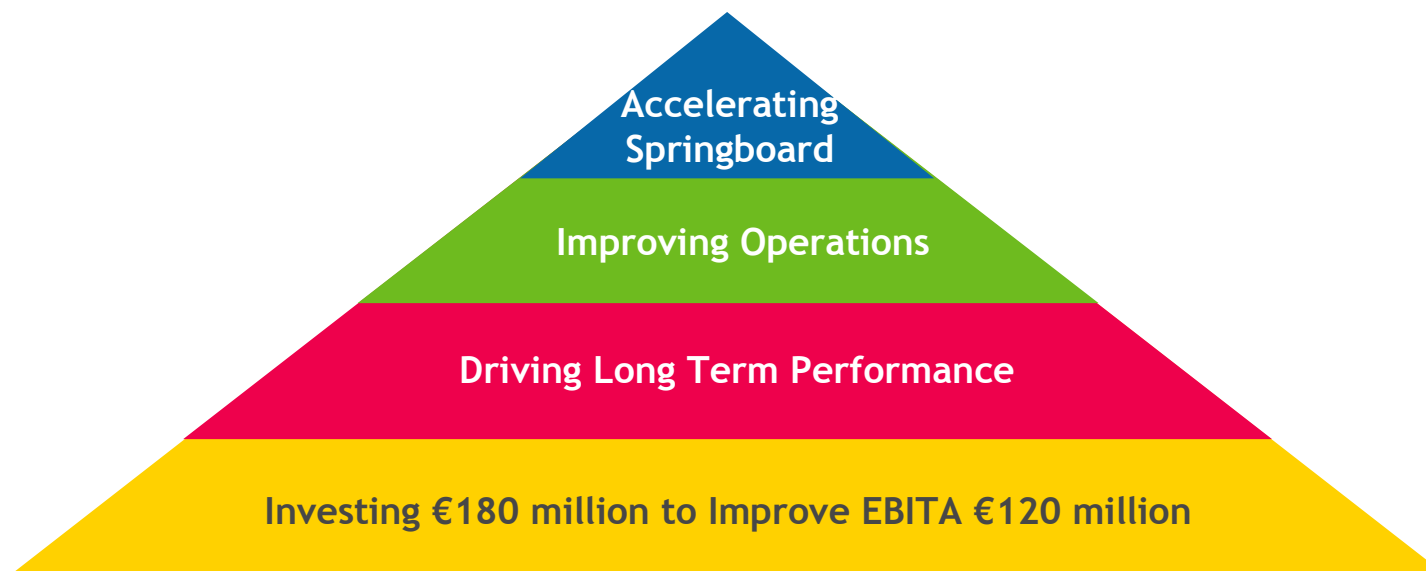 Accelerating
Springboard
Improving Operations
Driving Long Term Performance
Investing €180 million to Improve EBITA €120 million